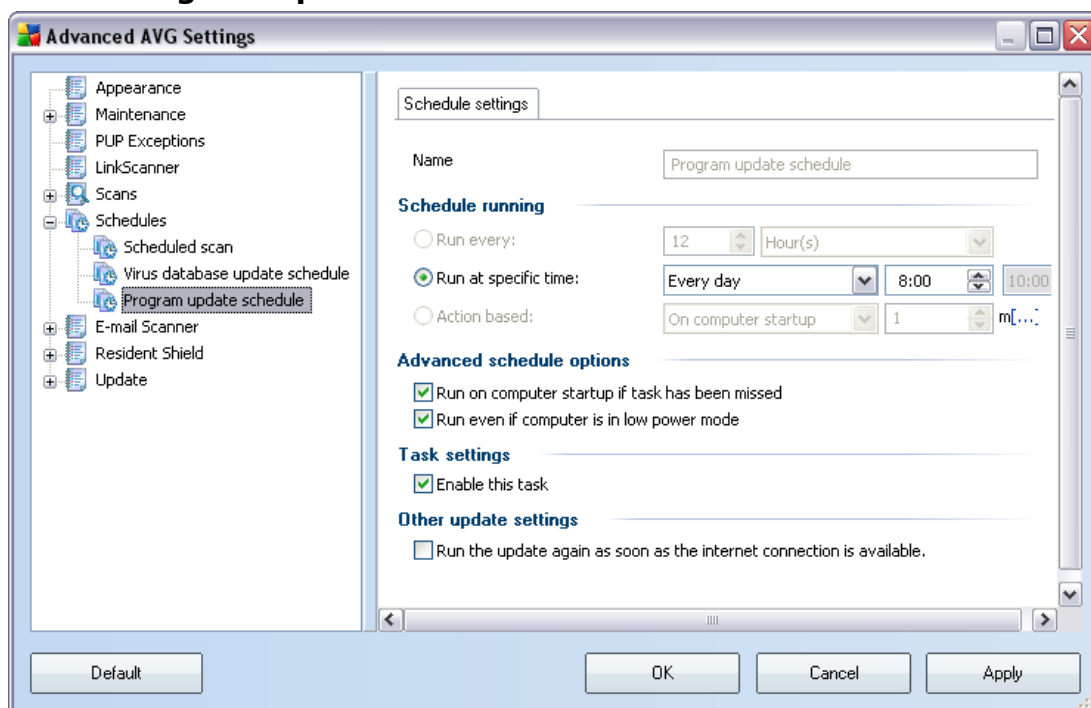 Advanced AVG Settings
Appearance
Maintenance
PUP Exceptions
LinkScanner
Scans
Schedules
Scheduled scan
Virus database update schedule
Program update schedule
E-mail Scanner
Resident Shield
Update
Schedule settings
Name Program update schedule
Schedule running
Run every: 12 Hour(s)
Run at specific time: Every day 8:00 10:00
Action based: On computer startup 1 m[...]
Advanced schedule options
Run on computer startup if task has been missed
Run even if computer is in low power mode
Task settings
Enable this task
Other update settings
Run the update again as soon as the internet connection is available.
Default OK Cancel Apply